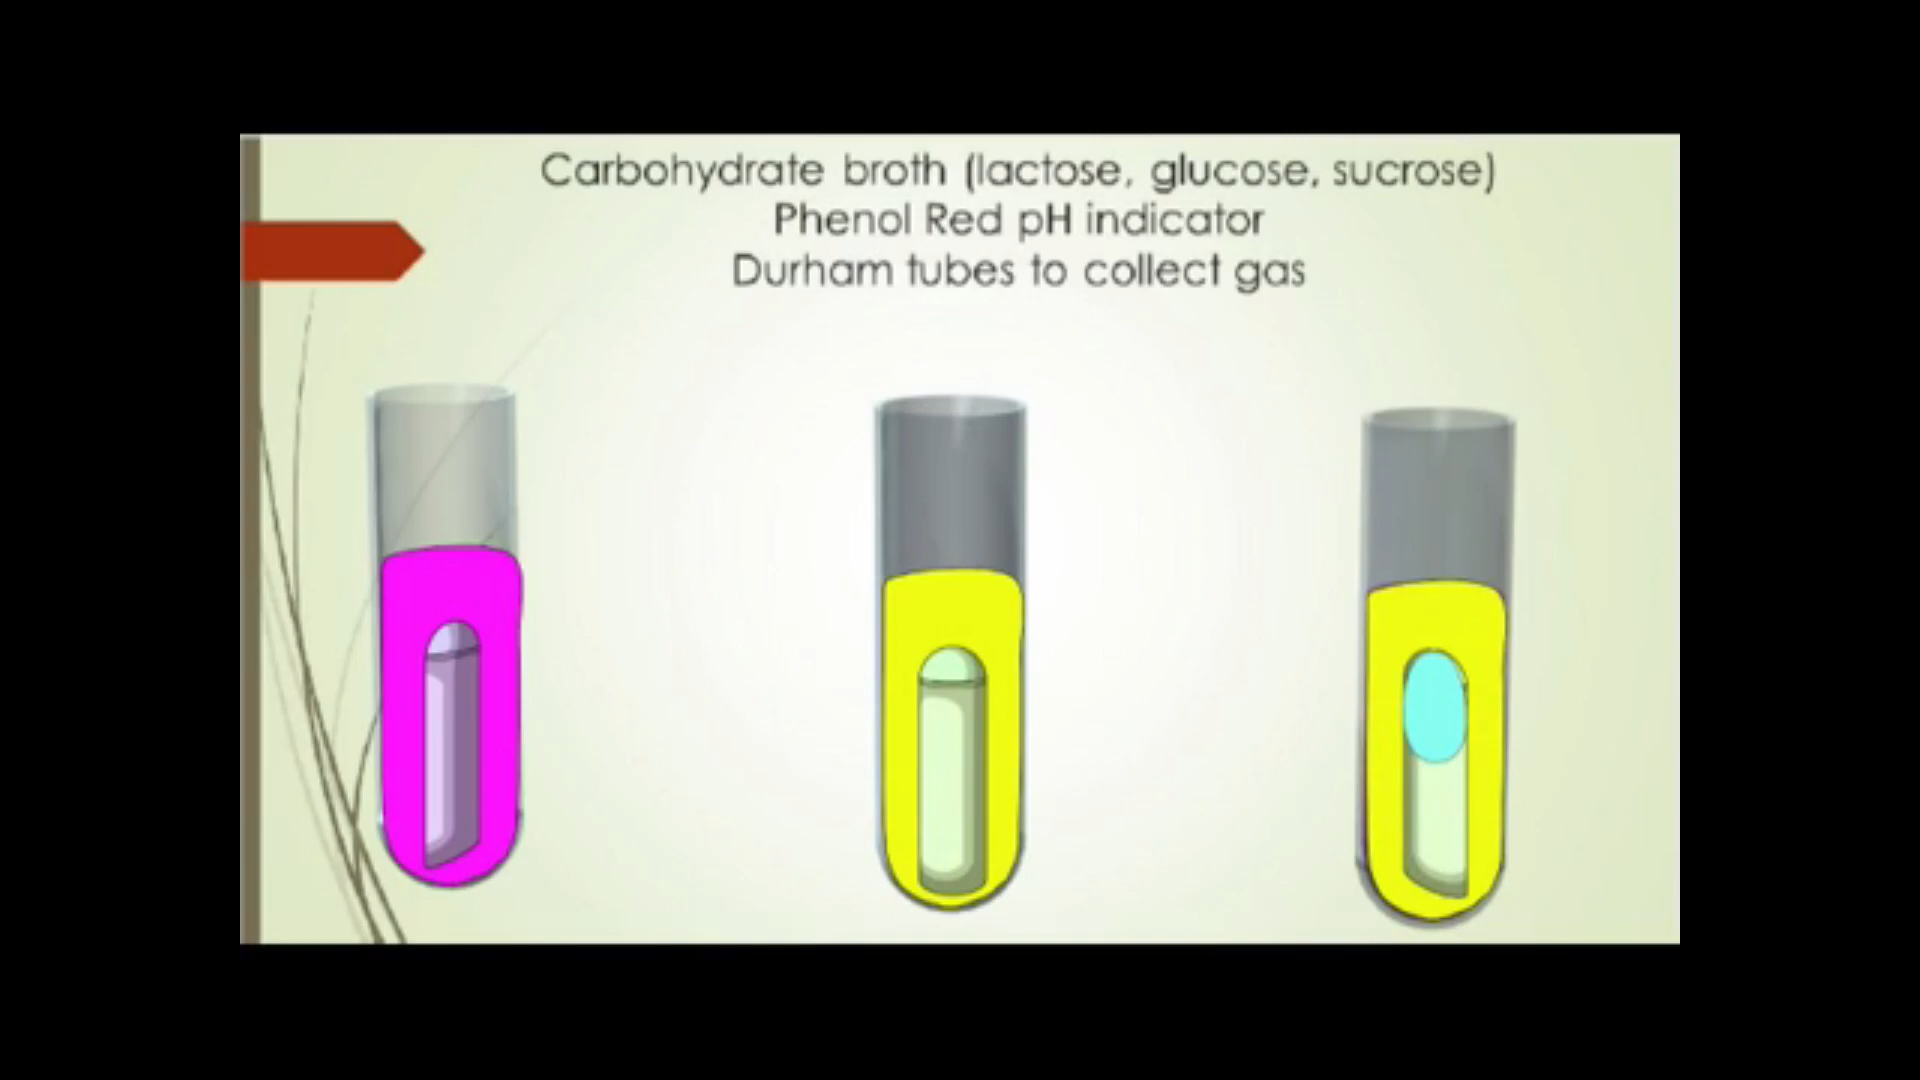 Carbohydrate broth (lactose, glucose, sucrose)
Phenol Red pH indicator
Durham tubes to collect gas